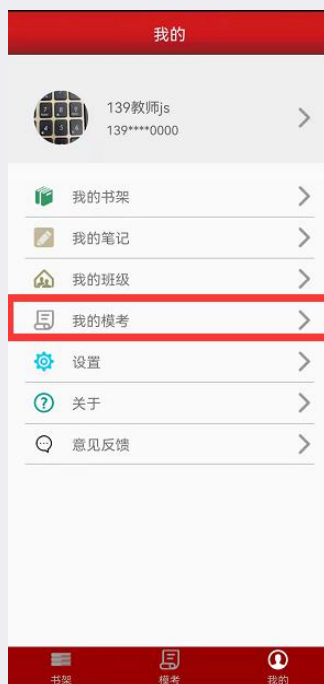 我的
139教师js
139****0000
我的书架
我的笔记
我的班级
我的模考
设置
关于
意见反馈
书架
模考
我的